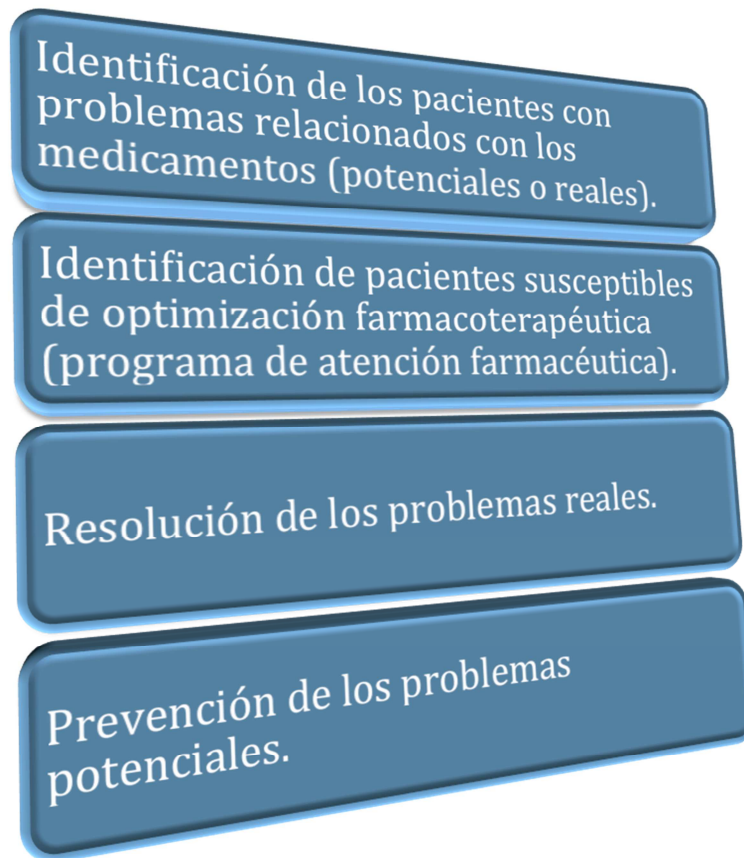 Identificación de los pacientes con
problemas relacionados con los
medicamentos (potenciales o reales).
Identificación de pacientes susceptibles
de optimización farmacoterapéutica
(programa de atención farmacéutica).
Resolución de los problemas reales.
Prevención de los problemas
potenciales.